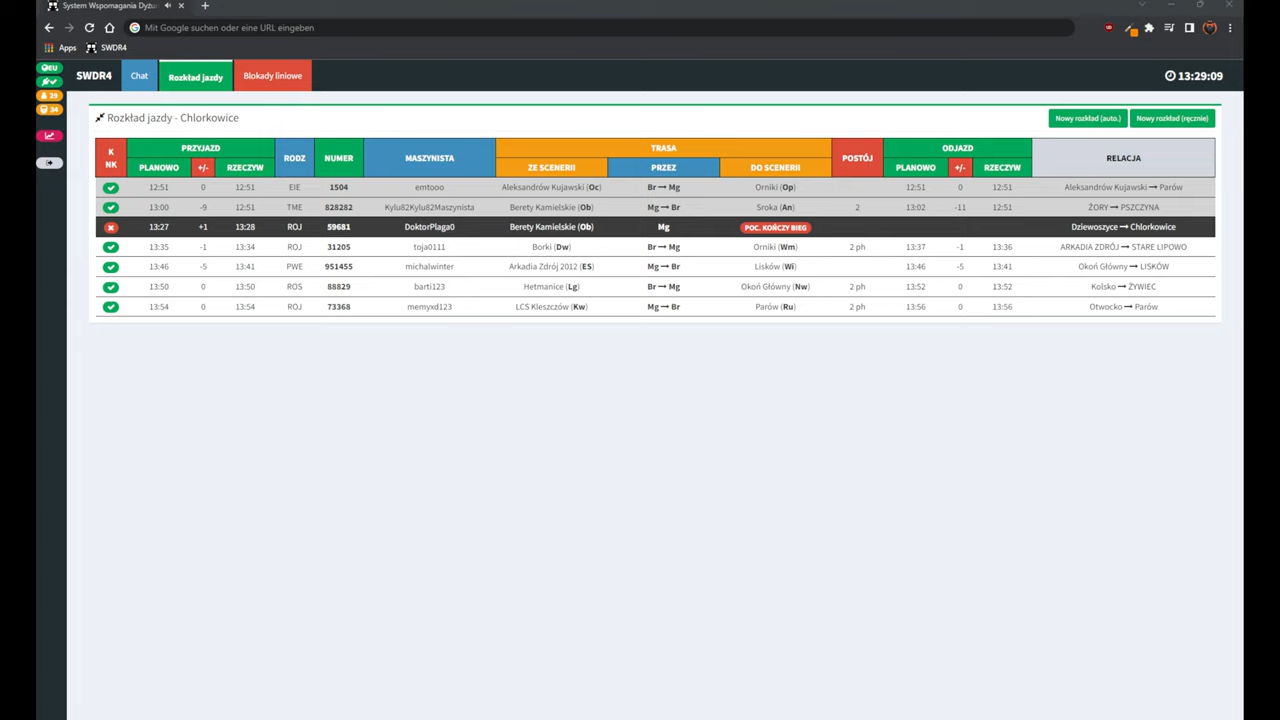 System Wspomagania Dyżu
Mit Google suchen oder eine URL eingeben
Apps SWDR4
EU
29
34
SWDR4 Chat Rozkład jazdy Blokady liniowe 13:29:09
Rozkład jazdy - Chlorkowice Nowy rozkład (auto.) Nowy rozkład (ręcznie)
K NK PRZYJAZD RODZ NUMER MASZYNISTA TRASA POSTÓJ ODJAZD RELACJA
PLANOWO +/- RZECZYW ZE SCENERII PRZEZ DO SCENERII PLANOWO +/- RZECZYW
12:51 0 12:51 EIE 1504 emtooo Aleksandrów Kujawski (Oc) Br → Mg Orniki (Op) 12:51 0 12:51 Aleksandrów Kujawski → Parów
13:00 -9 12:51 TME 828282 Kylu82Kylu82Maszynista Berety Kamielskie (Ob) Mg → Br Sroka (An) 2 13:02 -11 12:51 ŻORY → PSZCZYNA
13:27 +1 13:28 ROJ 59681 DoktorPlaga0 Berety Kamielskie (Ob) Mg POC. KOŃCZY BIEG Dziewoszyce → Chlorkowice
13:35 -1 13:34 ROJ 31205 toja0111 Borki (Dw) Br → Mg Orniki (Wm) 2 ph 13:37 -1 13:36 ARKADIA ZDRÓJ → STARE LIPOWO
13:46 -5 13:41 PWE 951455 michalwinter Arkadia Zdrój 2012 (ES) Mg → Br Lisków (Wi) 13:46 -5 13:41 Okoń Główny → LISKÓW
13:50 0 13:50 ROS 88829 barti123 Hetmanice (Lg) Br → Mg Okoń Główny (Nw) 2 ph 13:52 0 13:52 Kolsko → ŻYWIEC
13:54 0 13:54 ROJ 73368 memyxd123 LCS Kleszczów (Kw) Mg → Br Parów (Ru) 2 ph 13:56 0 13:56 Otwocko → Parów